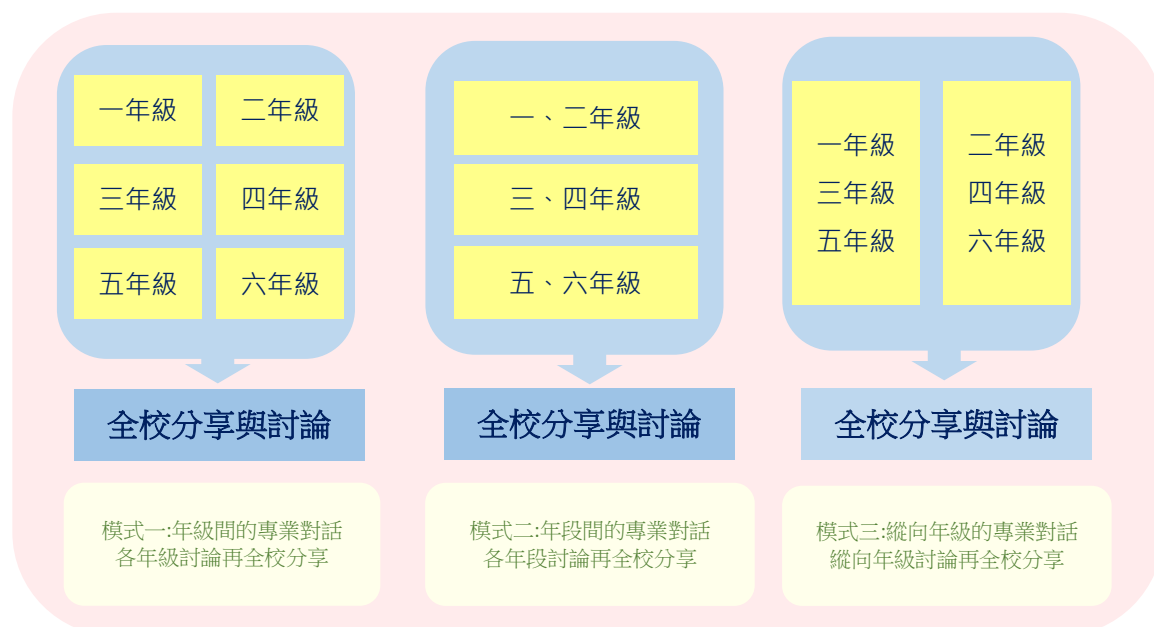 一年級
二年級
三年級
四年級
五年級
六年級
全校分享與討論
模式一:年級間的專業對話
各年級討論再全校分享
一、二年級
三、四年級
五、六年級
全校分享與討論
模式二:年段間的專業對話
各年段討論再全校分享
一年級
三年級
五年級
二年級
四年級
六年級
全校分享與討論
模式三:縱向年級的專業對話
縱向年級討論再全校分享